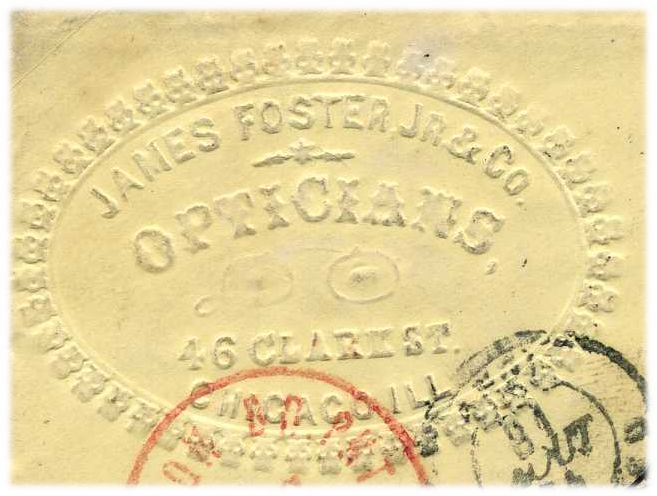 JAMES FOSTER, JR & CO.
OPTICIANS,
46 CLARK ST.
CHICAGO ILL